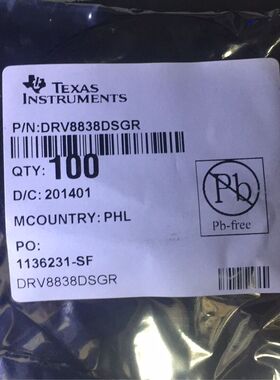 TEXAS
INSTRUMENTS
P/N:DRV8838DSGR
QTY: 100
D/C: 201401
MCOUNTRY: PHL
PO:
1136231-SF
DRV8838DSGR
Pb
Pb-free